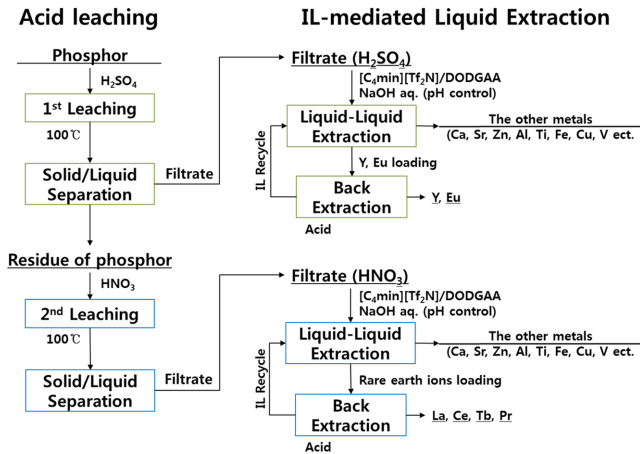 Acid leaching
Phosphor
H₂SO₄
1st Leaching
100℃
Solid/Liquid
Separation
Filtrate
Residue of phosphor
HNO₃
2nd Leaching
100℃
Solid/Liquid
Separation
Filtrate
IL-mediated Liquid Extraction
Filtrate (H₂SO₄)
[C₄min][Tf₂N]/DODGAA
NaOH aq. (pH control)
Liquid-Liquid
Extraction
The other metals
(Ca, Sr, Zn, Al, Ti, Fe, Cu, V ect.
IL Recycle
Y, Eu loading
Back
Extraction
Y, Eu
Acid
Filtrate (HNO₃)
[C₄min][Tf₂N]/DODGAA
NaOH aq. (pH control)
Liquid-Liquid
Extraction
The other metals
(Ca, Sr, Zn, Al, Ti, Fe, Cu, V ect.
IL Recycle
Rare earth ions loading
Back
Extraction
La, Ce, Tb, Pr
Acid